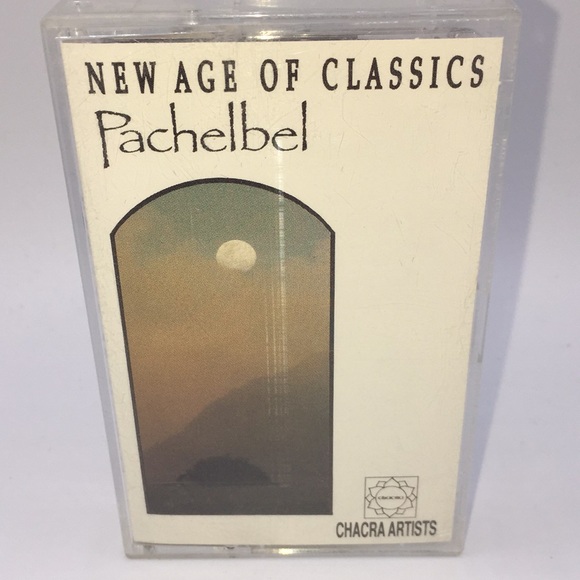 NEW AGE OF CLASSICS
Pachelbel
CHACRA ARTISTS